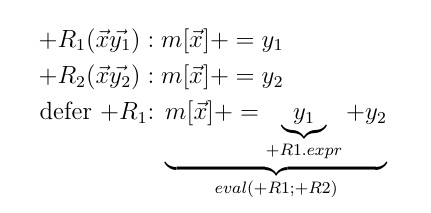 +R₁(x⃗y⃗₁) : m[x⃗]+ = y₁
+R₂(x⃗y⃗₂) : m[x⃗]+ = y₂
defer +R₁: m[x⃗]+ = y₁ +y₂
+R1.expr
eval(+R1;+R2)